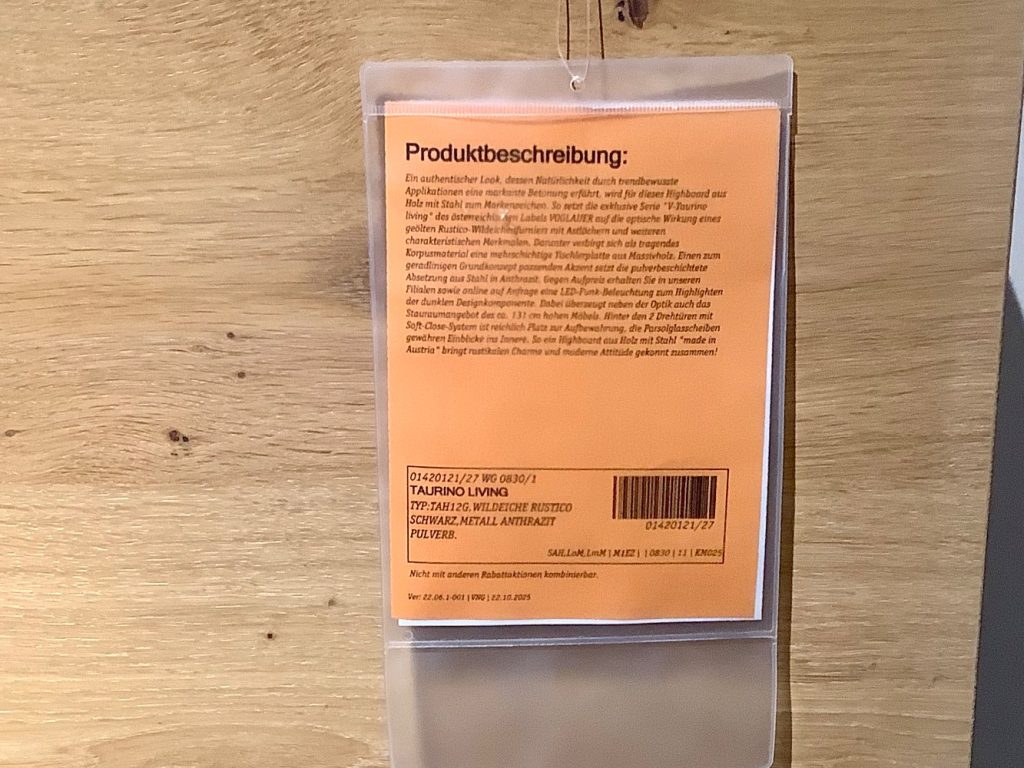 Produktbeschreibung:
Ein authentischer Look, dessen Natürlichkeit durch trendbewusste
Applikationen eine markante Betonung erfährt, wird für dieses Highboard aus
Holz mit Stahl zum Markenzeichen. So setzt die exklusive Serie "V-Taurino
living" des österreichischen Labels VOGLAUER auf die optische Wirkung eines
geölten Rustico-Wildeichenfurniers mit Astlöchern und weiteren
charakteristischen Merkmalen. Darunter verbirgt sich als tragendes
Korpusmaterial eine mehrschichtige Tischlerplatte aus Massivholz. Einen zum
geradlinigen Grundkonzept passenden Akzent setzt die pulverbeschichtete
Absetzung aus Stahl in Anthrazit. Gegen Aufpreis erhalten Sie in unseren
Filialen sowie online auf Anfrage eine LED-Funk-Beleuchtung zum Highlighten
der dunklen Designkomponente. Dabei überzeugt neben der Optik auch das
Stauraumangebot des ca. 131 cm hohen Möbels. Hinter den 2 Drehtüren mit
Soft-Close-System ist reichlich Platz zur Aufbewahrung, die Parsolglasscheiben
gewähren Einblicke ins Innere. So ein Highboard aus Holz mit Stahl "made in
Austria" bringt rustikalen Charme und moderne Attitüde gekonnt zusammen!
01420121/27 WG 0830/1
TAURINO LIVING
TYP:TAH12G,WILDEICHE RUSTICO
SCHWARZ,METALL ANTHRAZIT
PULVERB.
01420121/27
SAH,LoM,LmM | M1E2 | | 0830 | 11 | KM025
Nicht mit anderen Rabattaktionen kombinierbar.
Ver: 22.06.1-001 | VNG | 22.10.2025